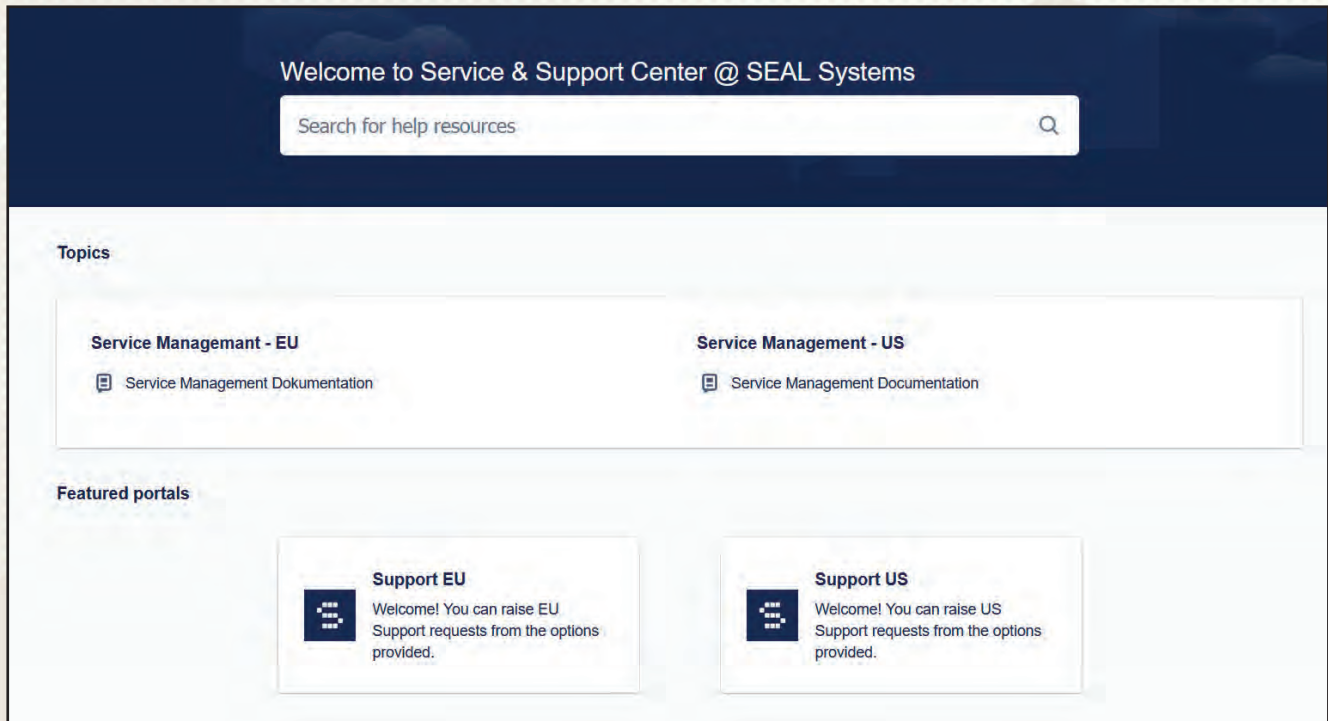 Welcome to Service & Support Center @ SEAL Systems
Search for help resources
Topics
Service Managemant - EU
Service Management Dokumentation
Service Management - US
Service Management Documentation
Featured portals
Support EU
Welcome! You can raise EU
Support requests from the options
provided.
Support US
Welcome! You can raise US
Support requests from the options
provided.